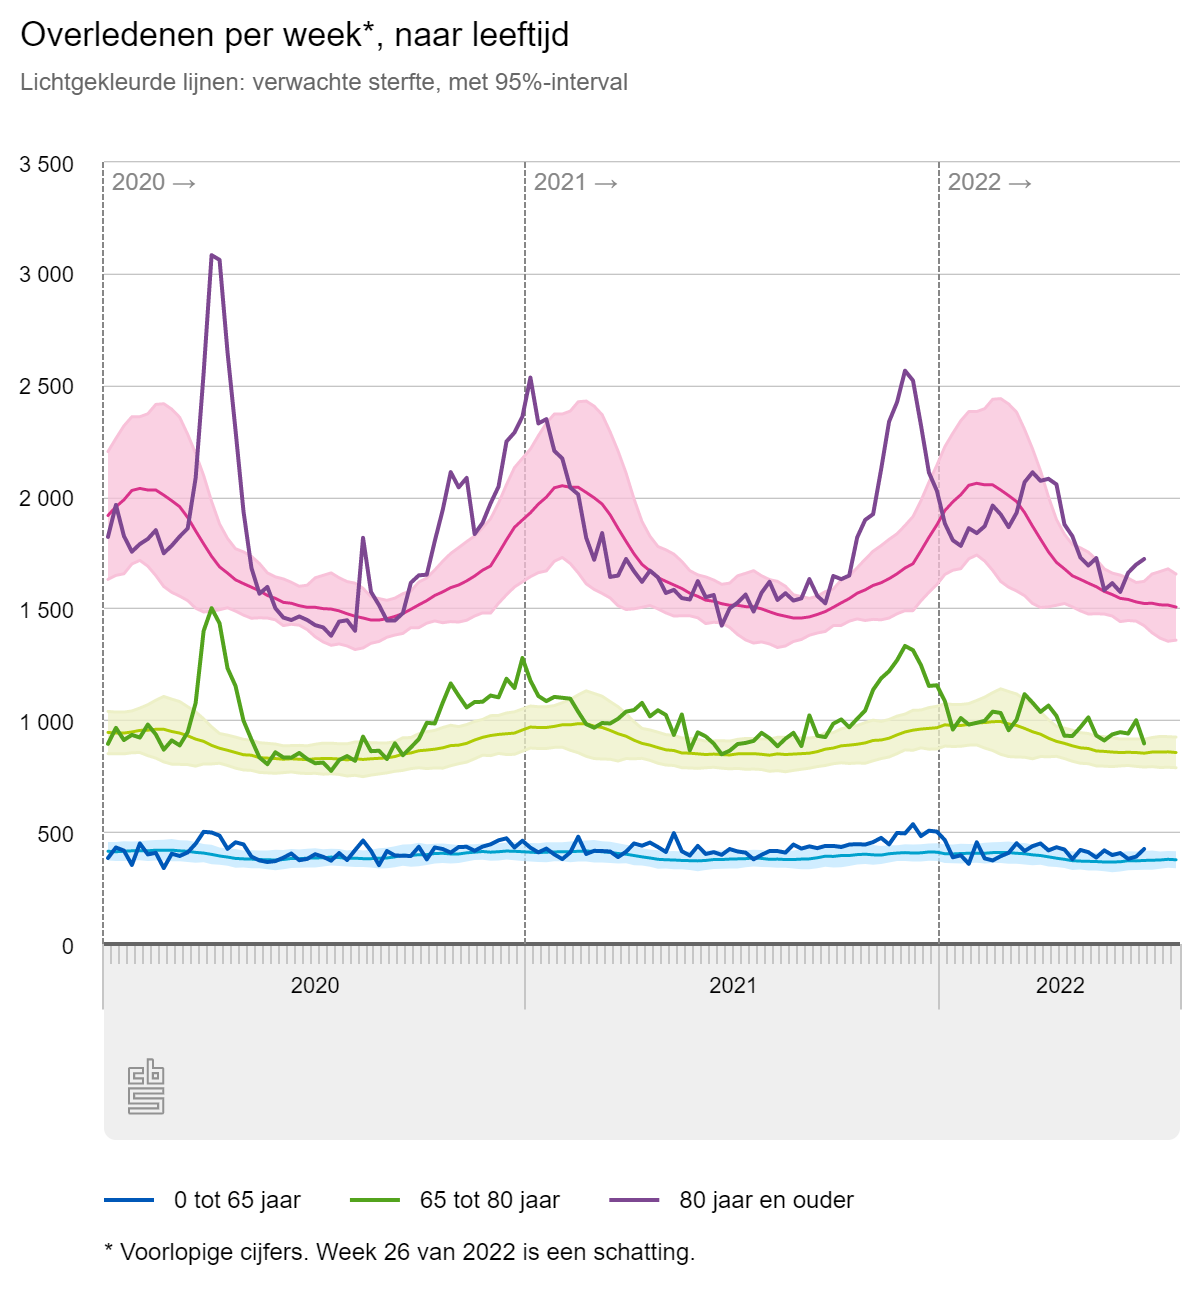 Overledenen per week*, naar leeftijd
Lichtgekleurde lijnen: verwachte sterfte, met 95%-interval
3 500
2020 → 2021 → 2022 →
3 000
2 500
2 000
1 500
1 000
500
0
2020 2021 2022
cbs
0 tot 65 jaar 65 tot 80 jaar 80 jaar en ouder
* Voorlopige cijfers. Week 26 van 2022 is een schatting.